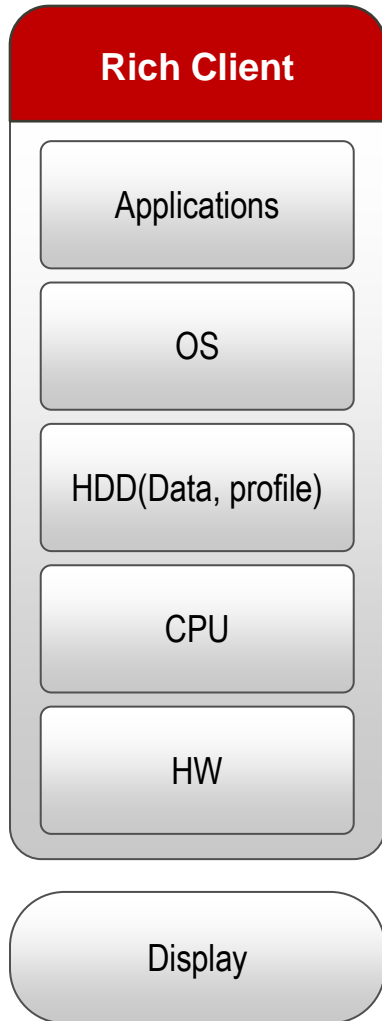 Rich Client
Applications
OS
HDD(Data, profile)
CPU
HW
Display